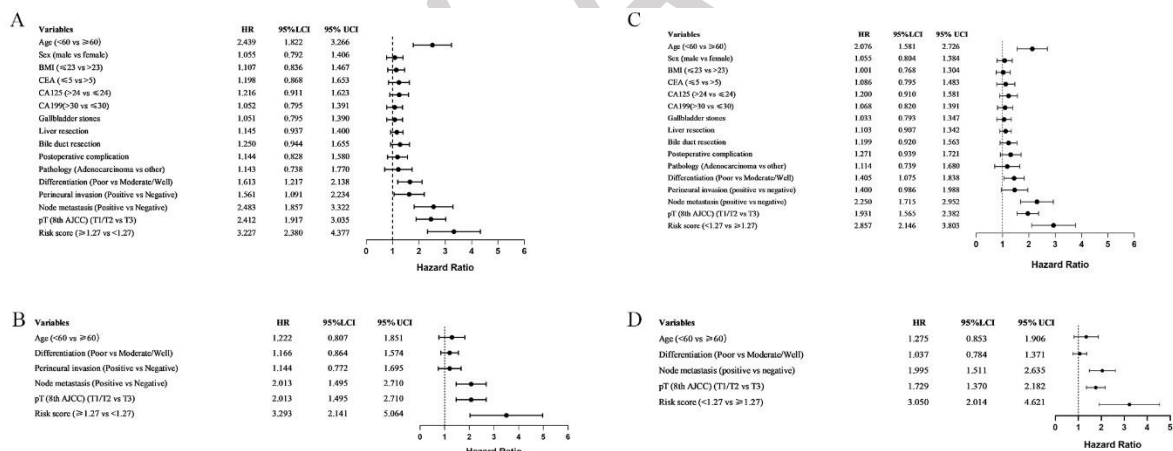 A
Variables HR 95%LCI 95% UCI
Age (<60 vs ≥60) 2.439 1.822 3.266
Sex (male vs female) 1.055 0.792 1.406
BMI (≤23 vs >23) 1.107 0.836 1.467
CEA (≤5 vs >5) 1.198 0.868 1.653
CA125 (>24 vs ≤24) 1.216 0.911 1.623
CA199(>30 vs ≤30) 1.052 0.795 1.391
Gallbladder stones 1.051 0.795 1.390
Liver resection 1.145 0.937 1.400
Bile duct resection 1.250 0.944 1.655
Postoperative complication 1.144 0.828 1.580
Pathology (Adenocarcinoma vs other) 1.143 0.738 1.770
Differentiation (Poor vs Moderate/Well) 1.613 1.217 2.138
Perineural invasion (Positive vs Negative) 1.561 1.091 2.234
Node metastasis (Positive vs Negative) 2.483 1.857 3.322
pT (8th AJCC) (T1/T2 vs T3) 2.412 1.917 3.035
Risk score (≥1.27 vs <1.27) 3.227 2.380 4.377
0 1 2 3 4 5 6
Hazard Ratio
C
Variables HR 95%LCI 95% UCI
Age (<60 vs ≥60) 2.076 1.581 2.726
Sex (male vs female) 1.055 0.804 1.384
BMI (≤23 vs >23) 1.001 0.768 1.304
CEA (≤5 vs >5) 1.086 0.795 1.483
CA125 (>24 vs ≤24) 1.200 0.910 1.581
CA199 (>30 vs ≤30) 1.068 0.820 1.391
Gallbladder stones 1.033 0.793 1.347
Liver resection 1.103 0.907 1.342
Bile duct resection 1.199 0.920 1.563
Postoperative complication 1.271 0.939 1.721
Pathology (Adenocarcinoma vs other) 1.114 0.739 1.680
Differentiation (Poor vs Moderate/Well) 1.405 1.075 1.838
Perineural invasion (positive vs negative) 1.400 0.986 1.988
Node metastasis (positive vs negative) 2.250 1.715 2.952
pT (8th AJCC) (T1/T2 vs T3) 1.931 1.565 2.382
Risk score (<1.27 vs ≥1.27) 2.857 2.146 3.803
0 1 2 3 4 5 6
Hazard Ratio
B
Variables HR 95%LCI 95% UCI
Age (<60 vs ≥60) 1.222 0.807 1.851
Differentiation (Poor vs Moderate/Well) 1.166 0.864 1.574
Perineural invasion (Positive vs Negative) 1.144 0.772 1.695
Node metastasis (Positive vs Negative) 2.013 1.495 2.710
pT (8th AJCC) (T1/T2 vs T3) 2.013 1.495 2.710
Risk score (≥1.27 vs <1.27) 3.293 2.141 5.064
0 1 2 3 4 5 6
Hazard Ratio
D
Variables HR 95%LCI 95% UCI
Age (<60 vs ≥60) 1.275 0.853 1.906
Differentiation (Poor vs Moderate/Well) 1.037 0.784 1.371
Node metastasis (positive vs negative) 1.995 1.511 2.635
pT (8th AJCC) (T1/T2 vs T3) 1.729 1.370 2.182
Risk score (<1.27 vs ≥1.27) 3.050 2.014 4.621
0 1 2 3 4 5
Hazard Ratio